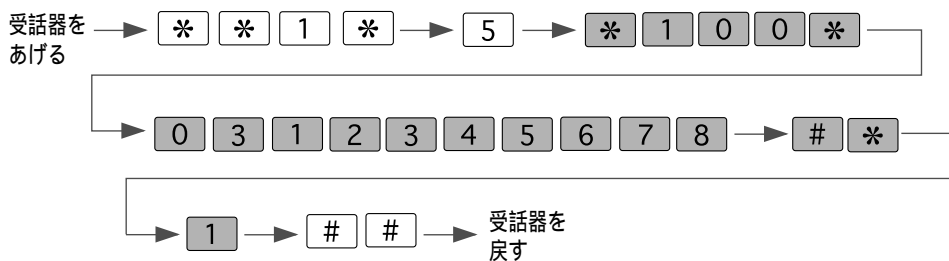 受話器を
あげる
* * 1 * 5 * 1 0 0 *
0 3 1 2 3 4 5 6 7 8 # *
1 # # 受話器を
戻す